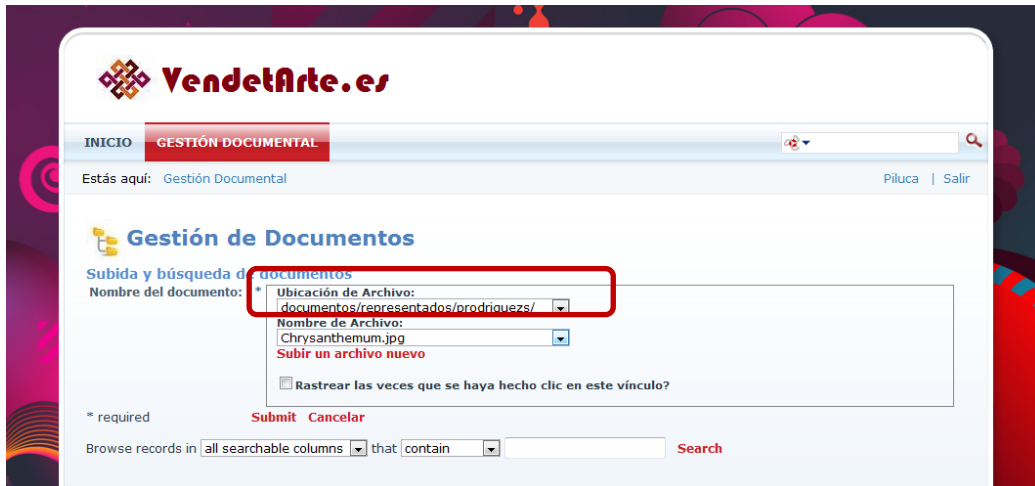 VendetArte.es
INICIO GESTIÓN DOCUMENTAL
Estás aquí: Gestión Documental Piluca | Salir
Gestión de Documentos
Subida y búsqueda de documentos
Nombre del documento: * Ubicación de Archivo:
documentos/representados/prodriguezs/
Nombre de Archivo:
Chrysanthemum.jpg
Subir un archivo nuevo
Rastrear las veces que se haya hecho clic en este vínculo?
* required Submit Cancelar
Browse records in all searchable columns that contain Search